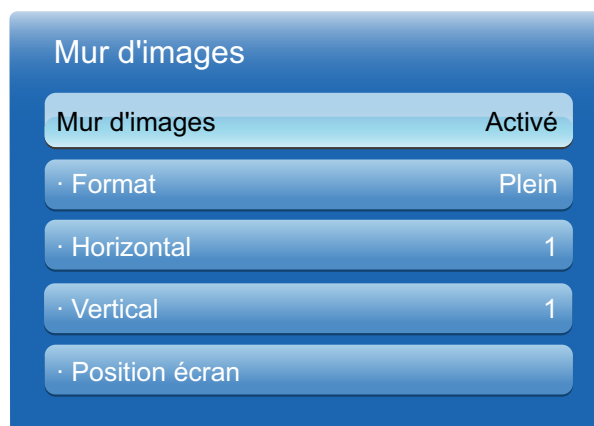 Mur d'images
Mur d'images Activé
· Format Plein
· Horizontal 1
· Vertical 1
· Position écran